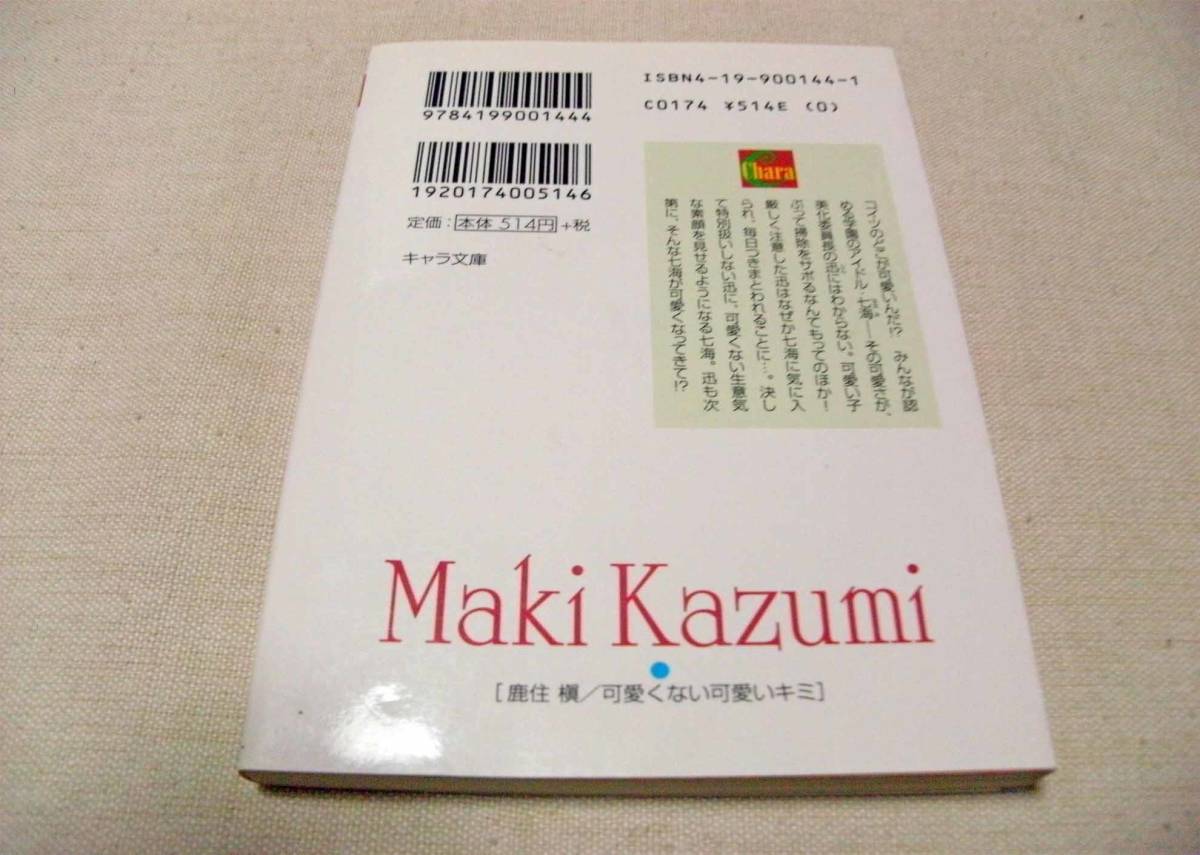 9784199001444
ISBN4-19-900144-1
C0174 ¥514E (0)
1920174005146
定価:本体 514円+税
キャラ文庫
Chara
コイツのどこが可愛いんだ!? みんなが認
める学園のアイドル・七海――その可愛さが、
美化委員長の迅にはわからない。可愛い子
ぶって掃除をサボるなんてもってのほか!
厳しく注意した迅はなぜか七海に気に入
られ、毎日つきまとわれることに…。決し
て特別扱いしない迅に、可愛くない生意気
な素顔を見せるようになる七海。迅も次
第に、そんな七海が可愛くなってきて!?
Maki Kazumi
[鹿住 槇/可愛くない可愛いキミ]